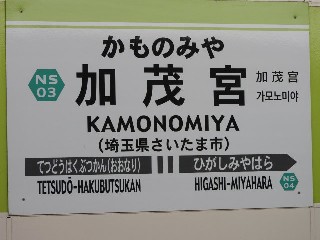 かものみや
NS
03
加茂宮
加茂宮
가모노미야
KAMONOMIYA
(埼玉県さいたま市)
てつどうはくぶつかん(おおなり)
ひがしみやはら
TETSUDŌ-HAKUBUTSUKAN
HIGASHI-MIYAHARA
NS
04